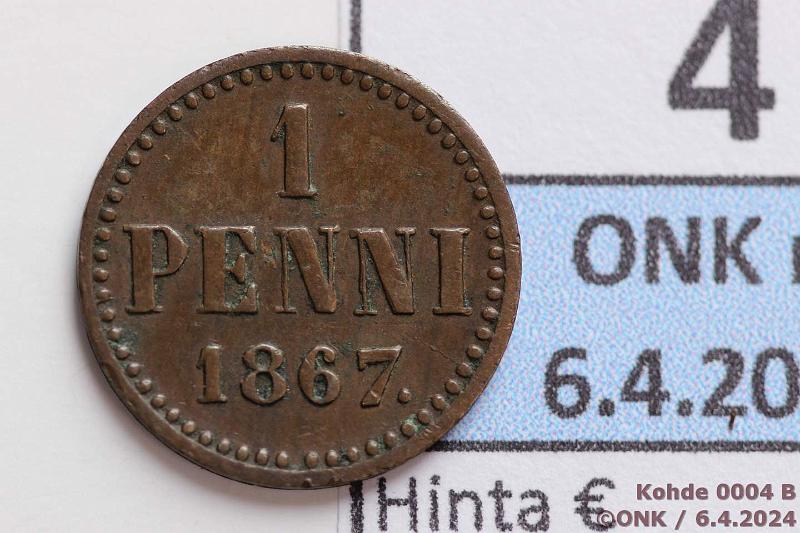 1
PENNI
1867.
4
ONK
6.4.20
Hinta €
Kohde 0004 B
©ONK / 6.4.2024